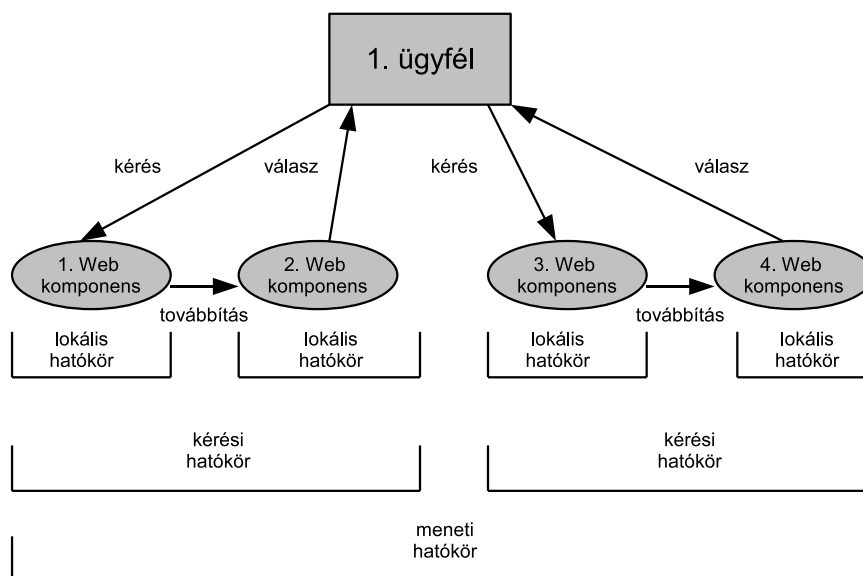 1. ügyfél
kérés
válasz
kérés
válasz
1. Web
komponens
2. Web
komponens
3. Web
komponens
4. Web
komponens
továbbítás
továbbítás
lokális
hatókör
lokális
hatókör
lokális
hatókör
lokális
hatókör
kérési
hatókör
kérési
hatókör
meneti
hatókör